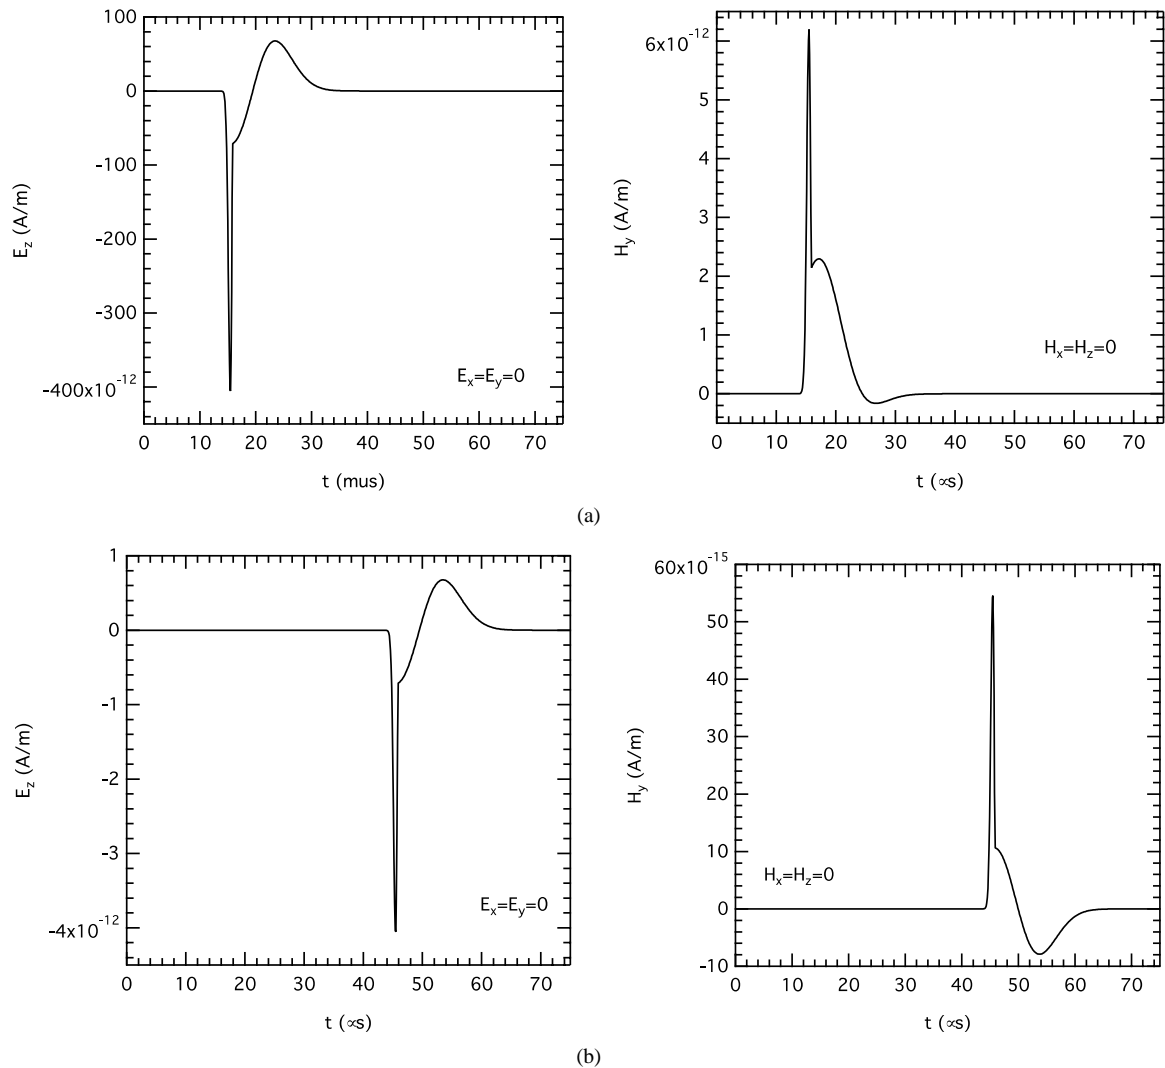 100
0
-100
-200
-300
-400x10-12
E_z (A/m)
E_x=E_y=0
0 10 20 30 40 50 60 70
t (mus)
6x10-12
5
4
3
2
1
0
H_y (A/m)
H_x=H_z=0
0 20 40 60
t (∝s)
(a)
1
0
-1
-2
-3
-4x10-12
E_z (A/m)
E_x=E_y=0
0 10 20 30 40 50 60 70
t (∝s)
60x10-15
50
40
30
20
10
0
-10
H_y (A/m)
H_x=H_z=0
0 10 20 30 40 50 60 70
t (∝s)
(b)